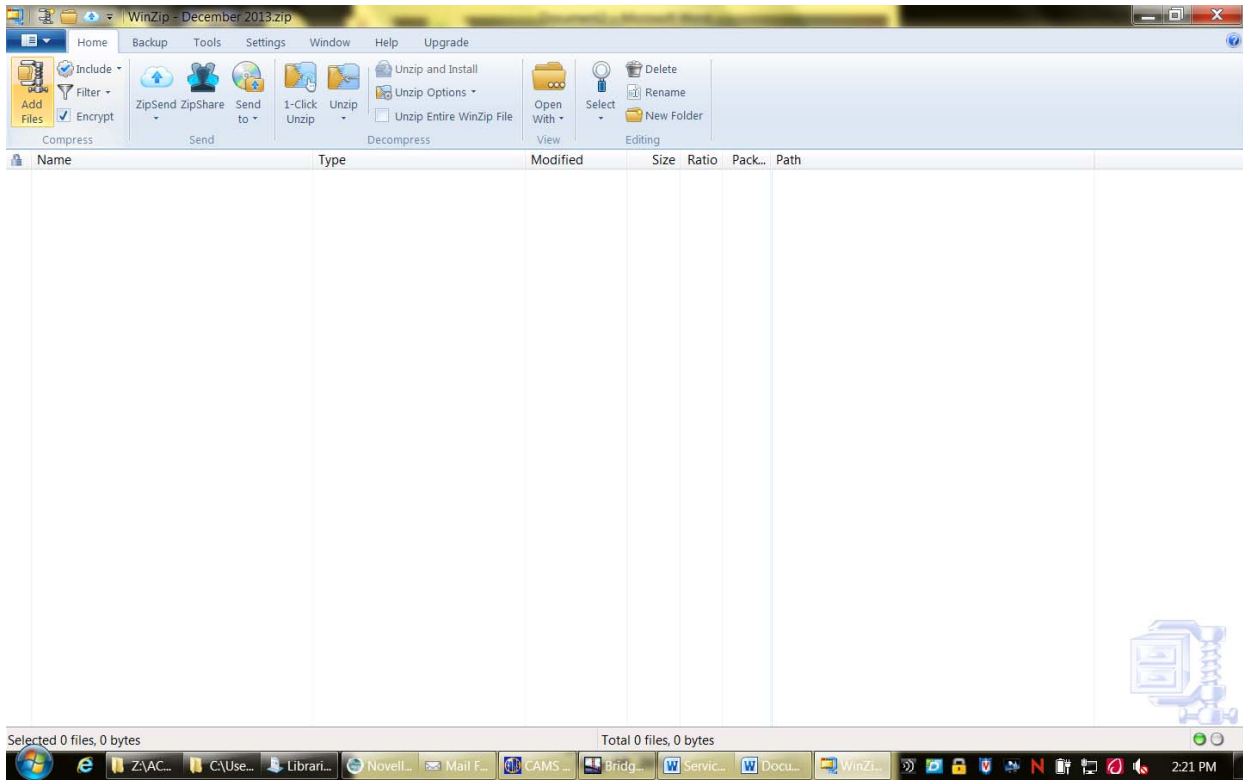 WinZip - December 2013.zip
Home Backup Tools Settings Window Help Upgrade
Add Files
Include
Filter
Encrypt
Compress
ZipSend ZipShare Send to
Send
1-Click Unzip
Unzip
Unzip and Install
Unzip Options
Unzip Entire WinZip File
Decompress
Open With
View
Select
Delete
Rename
New Folder
Editing
Name Type Modified Size Ratio Pack... Path
Selected 0 files, 0 bytes Total 0 files, 0 bytes
Z:\AC... C:\Use... Librari... Novell... Mail F... CAMS ... Bridg... Servic... Docu... WinZi... 2:21 PM